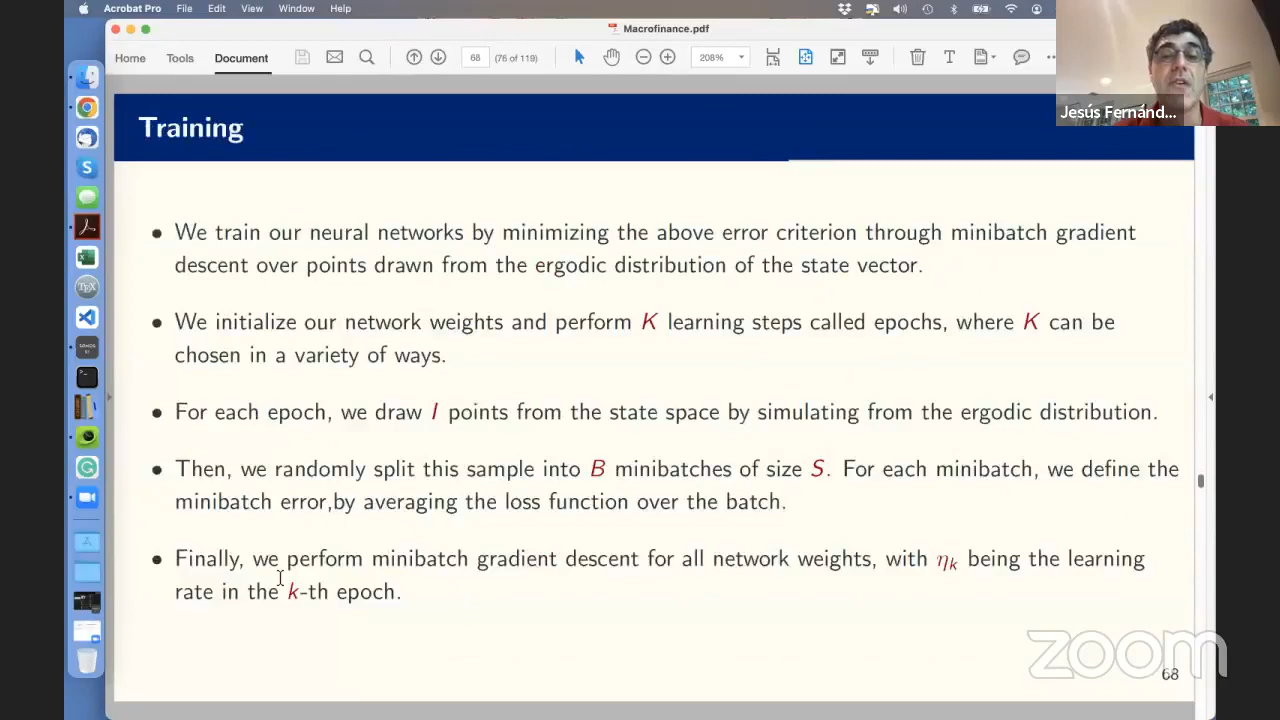 Acrobat Pro File Edit View Window Help
Macrofinance.pdf
Home Tools Document 68 (76 of 119) 208%
Jesús Fernánd...
Training
• We train our neural networks by minimizing the above error criterion through minibatch gradient
descent over points drawn from the ergodic distribution of the state vector.
• We initialize our network weights and perform K learning steps called epochs, where K can be
chosen in a variety of ways.
• For each epoch, we draw I points from the state space by simulating from the ergodic distribution.
• Then, we randomly split this sample into B minibatches of size S. For each minibatch, we define the
minibatch error,by averaging the loss function over the batch.
• Finally, we perform minibatch gradient descent for all network weights, with ηk being the learning
rate in the k-th epoch.
zoom
68